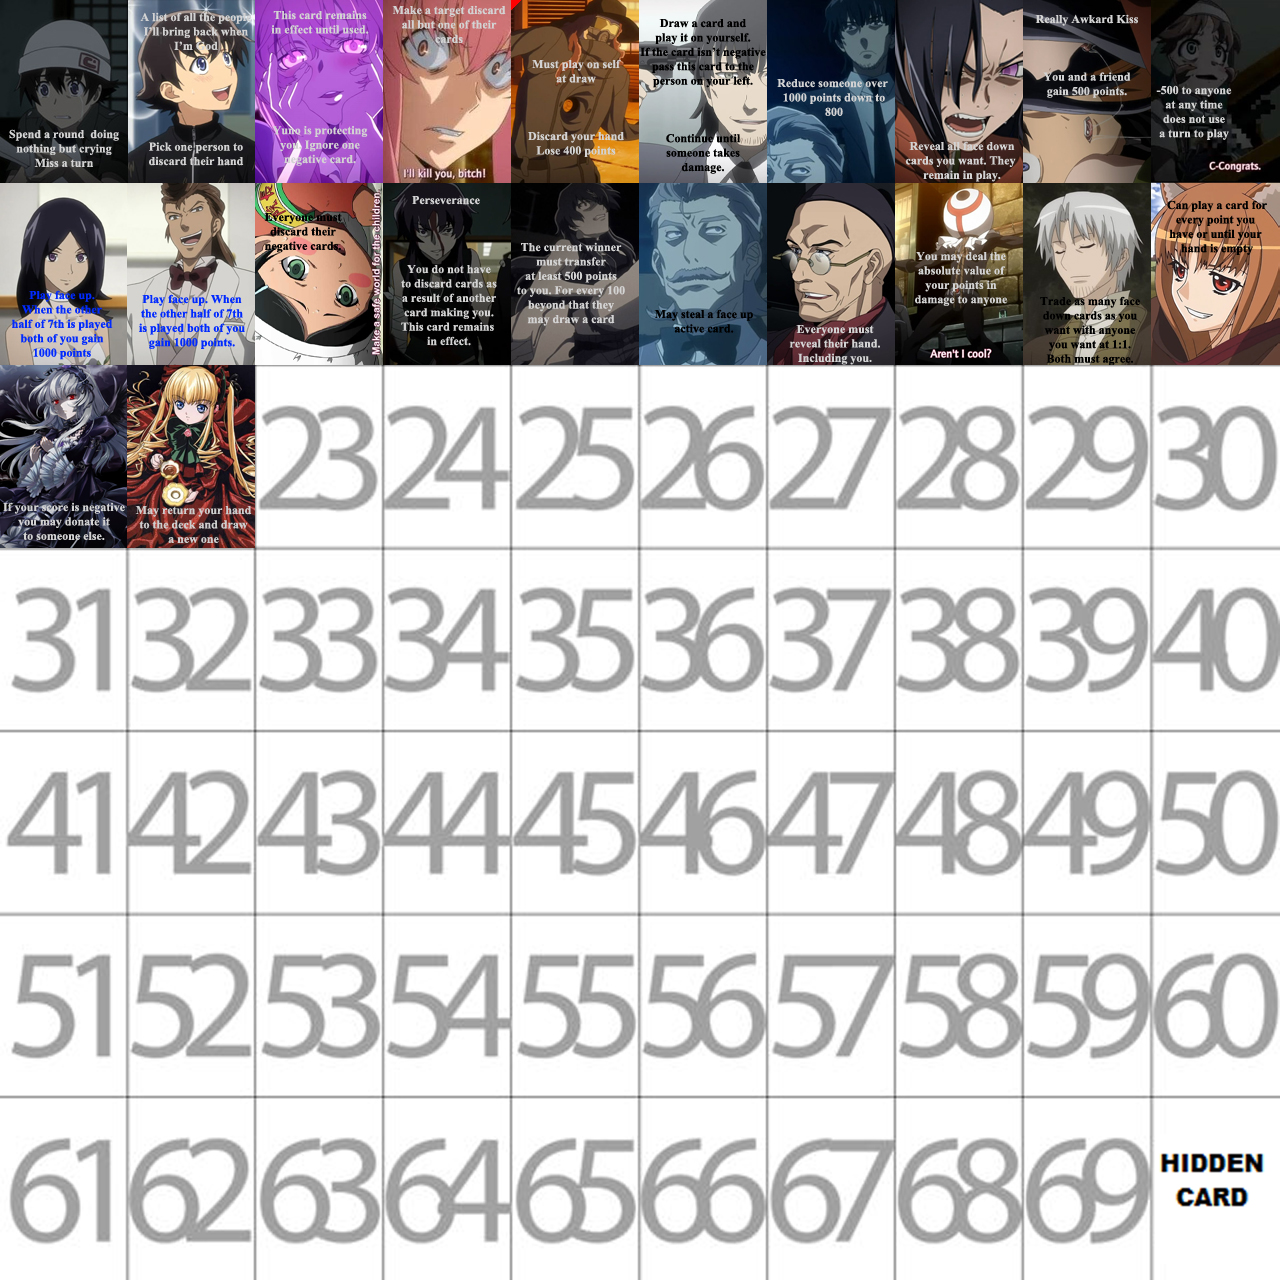 Spend a round doing
nothing but crying
Miss a turn
A list of all the people
I'll bring back when
I'm God
Pick one person to
discard their hand
This card remains
in effect until used.
Yuno is protecting
you. Ignore one
negative card.
Make a target discard
all but one of their
cards
I'll kill you, bitch!
Must play on self
at draw
Discard your hand
Lose 400 points
Draw a card and
play it on yourself.
If the card isn't negative
pass this card to the
person on your left.
Continue until
someone takes
damage.
Reduce someone over
1000 points down to
800
Reveal all face down
cards you want. They
remain in play.
Really Awkard Kiss
You and a friend
gain 500 points.
-500 to anyone
at any time
does not use
a turn to play
C-Congrats.
Play face up.
When the other
half of 7th is played
both of you gain
1000 points
Play face up. When
the other half of 7th
is played both of you
gain 1000 points.
Everyone must
discard their
negative cards.
Make a safe world for the children.
Perseverance
You do not have
to discard cards as
a result of another
card making you.
This card remains
in effect.
The current winner
must transfer
at least 500 points
to you. For every 100
beyond that they
may draw a card
May steal a face up
active card.
Everyone must
reveal their hand.
Including you.
You may deal the
absolute value of
your points in
damage to anyone
Aren't I cool?
Trade as many face
down cards as you
want with anyone
you want at 1:1.
Both must agree.
Can play a card for
every point you
have or until your
hand is empty
If your score is negative
you may donate it
to someone else.
May return your hand
to the deck and draw
a new one
23
24
25
26
27
28
29
30
31
32
33
34
35
36
37
38
39
40
41
42
43
44
45
46
47
48
49
50
51
52
53
54
55
56
57
58
59
60
61
62
63
64
65
66
67
68
69
HIDDEN
CARD